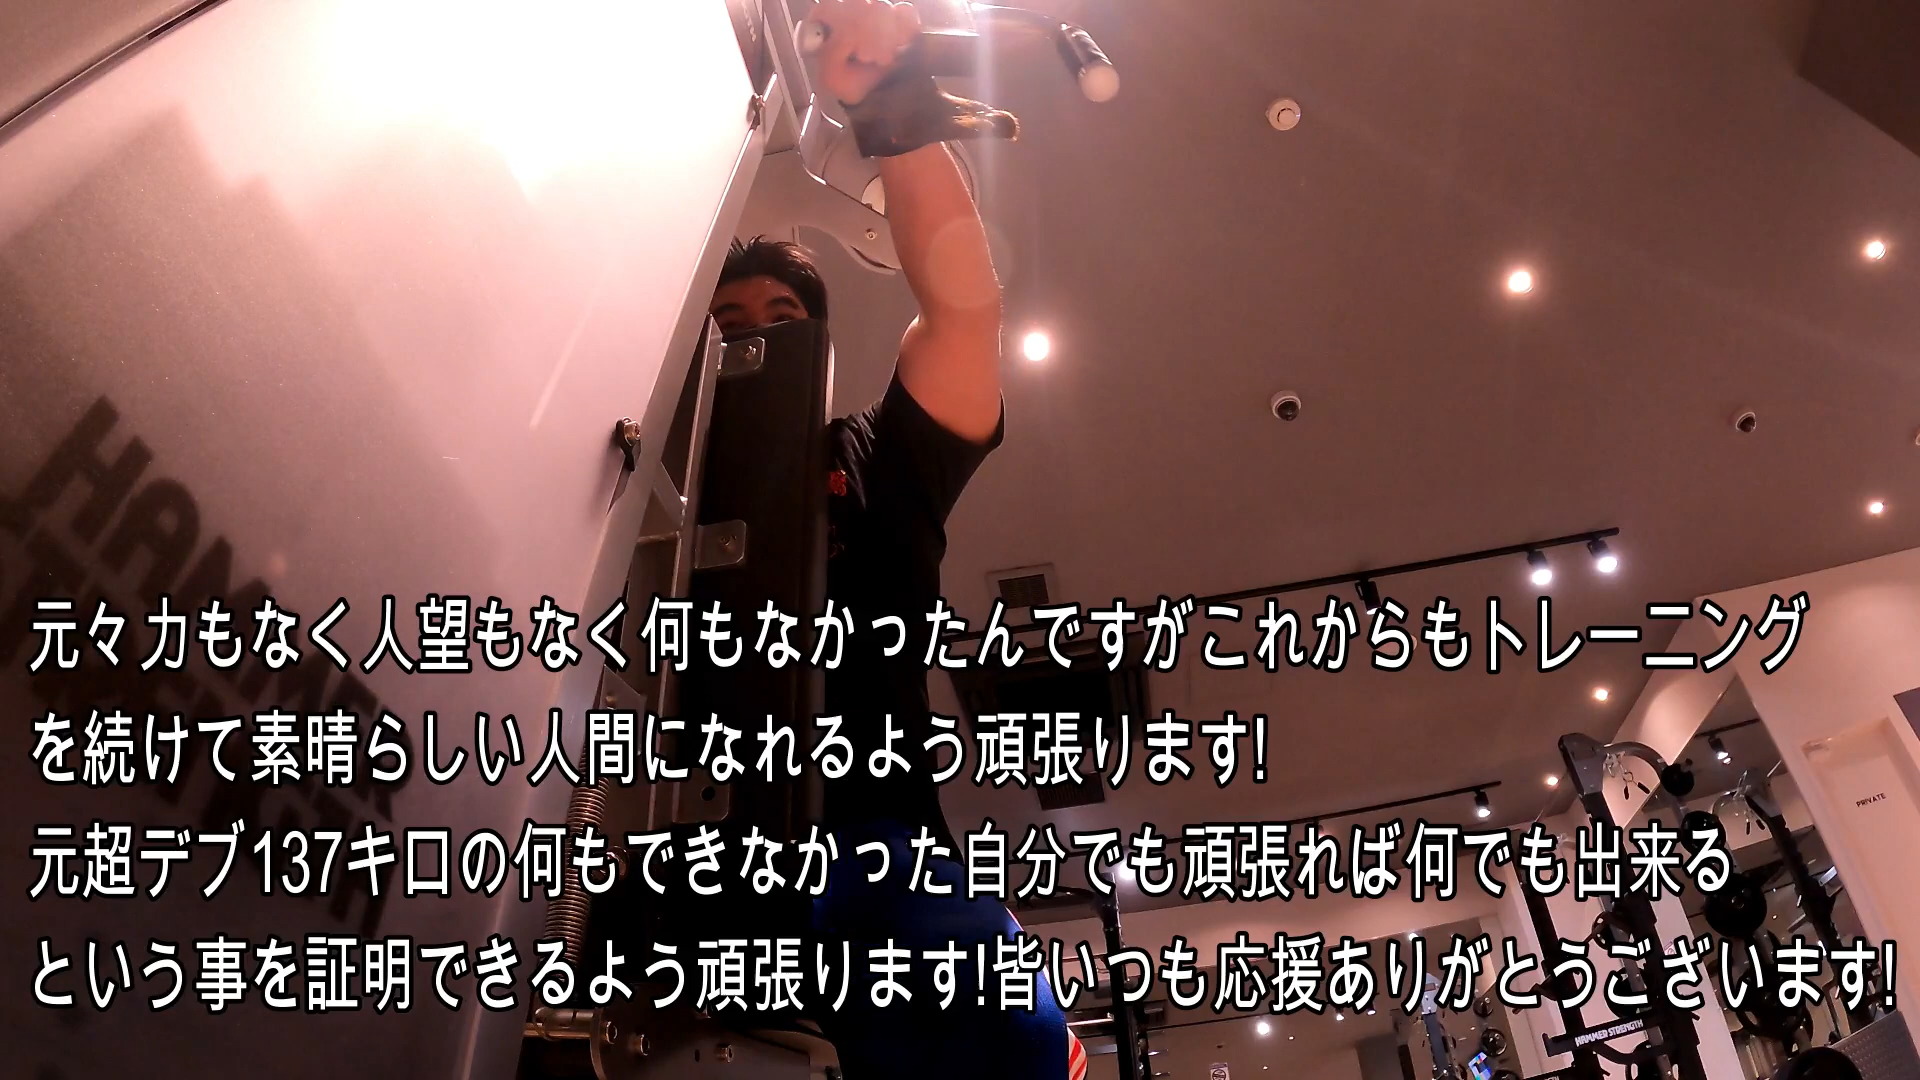 元々力もなく人望もなく何もなかったんですがこれからもトレーニング
を続けて素晴らしい人間になれるよう頑張ります!
元超デブ137キロの何もできなかった自分でも頑張れば何でも出来る
という事を証明できるよう頑張ります!皆いつも応援ありがとうございます!
HAMMER
PRIVATE
HAMMER STRENGTH